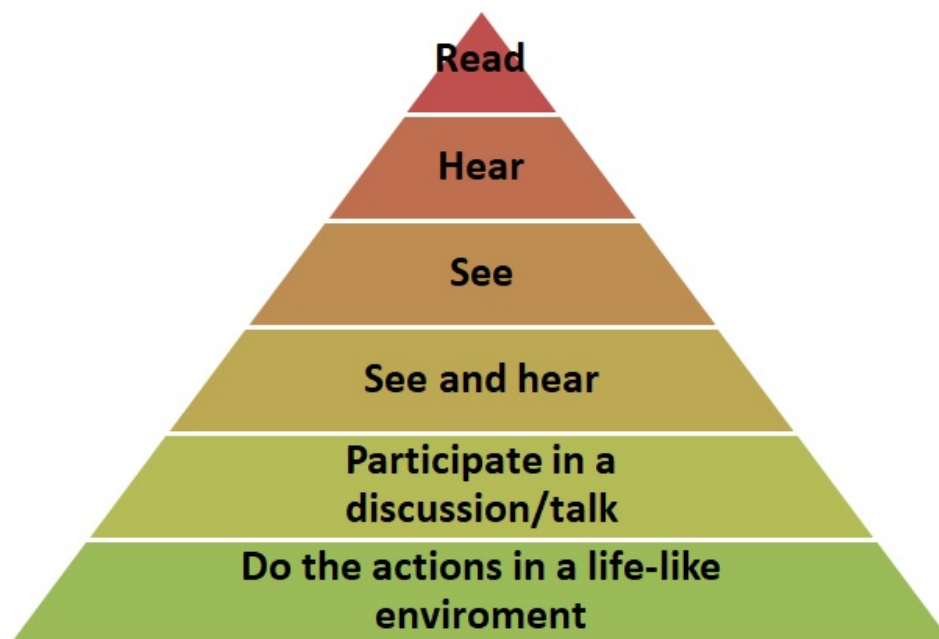 Read
Hear
See
See and hear
Participate in a
discussion/talk
Do the actions in a life-like
enviroment